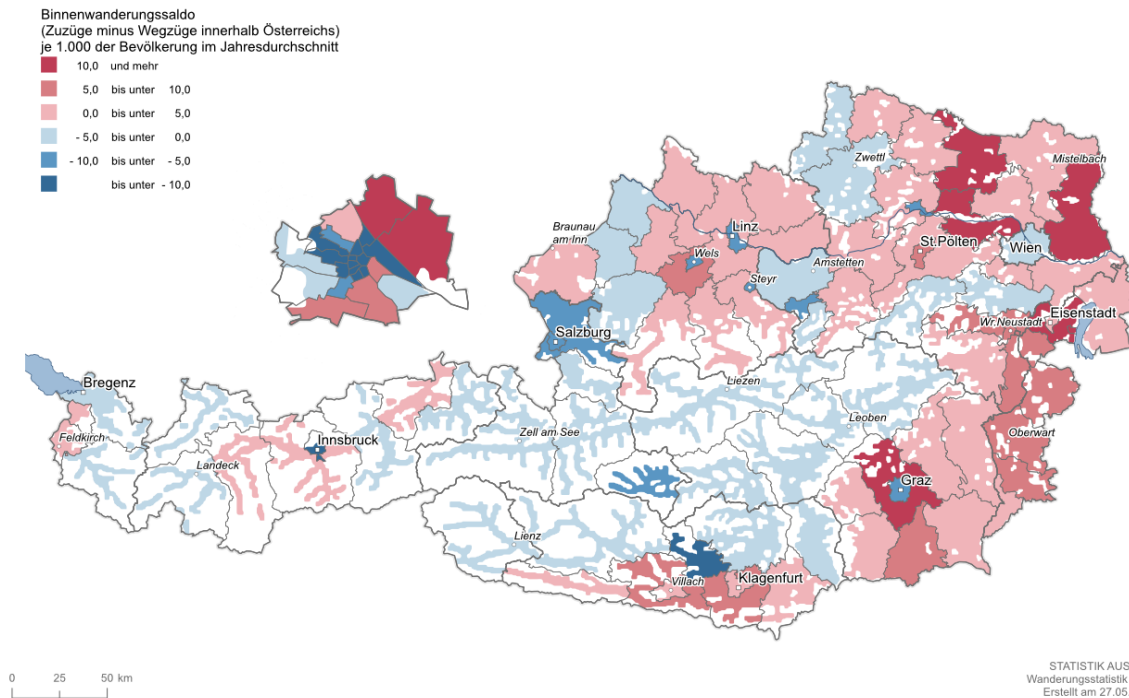 Binnenwanderungssaldo
(Zuzüge minus Wegzüge innerhalb Österreichs)
je 1.000 der Bevölkerung im Jahresdurchschnitt
10,0 und mehr
5,0 bis unter 10,0
0,0 bis unter 5,0
- 5,0 bis unter 0,0
- 10,0 bis unter - 5,0
bis unter - 10,0
Zwettl
Mistelbach
Braunau
am Inn
Linz
St.Pölten
Wien
Wels
Amstetten
Steyr
Eisenstadt
Wr.Neustadt
Salzburg
Bregenz
Liezen
Leoben
Oberwart
Feldkirch
Innsbruck
Zell am See
Landeck
Graz
Lienz
Villach
Klagenfurt
0 25 50 km
STATISTIK AUS
Wanderungsstatistik
Erstellt am 27.05